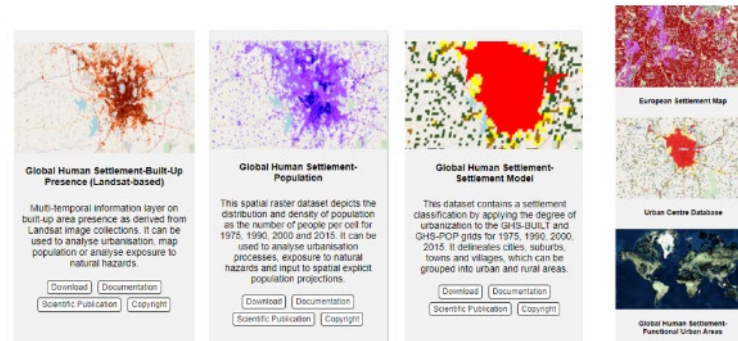 Global Human Settlement-Built-Up
Presence (Landsat-based)
Multi-temporal information layer on
built-up area presence as derived from
Landsat image collections. It can be
used to analyse urbanisation, map
population or analyse exposure to
natural hazards.
Download
Documentation
Scientific Publication
Copyright
Global Human Settlement-
Population
This spatial raster dataset depicts the
distribution and density of population
as the number of people per cell for
1975, 1990, 2000 and 2015. It can be
used to analyse urbanisation
processes, exposure to natural
hazards and input to spatial explicit
population projections.
Download
Documentation
Scientific Publication
Copyright
Global Human Settlement-
Settlement Model
This dataset contains a settlement
classification by applying the degree of
urbanization to the GHS-BUILT and
GHS-POP grids for 1975, 1990, 2000,
2015. It delineates cities, suburbs,
towns and villages, which can be
grouped into urban and rural areas.
Download
Documentation
Scientific Publication
Copyright
European Settlement Map
Urban Centre Database
Global Human Settlement-
Functional Urban Areas